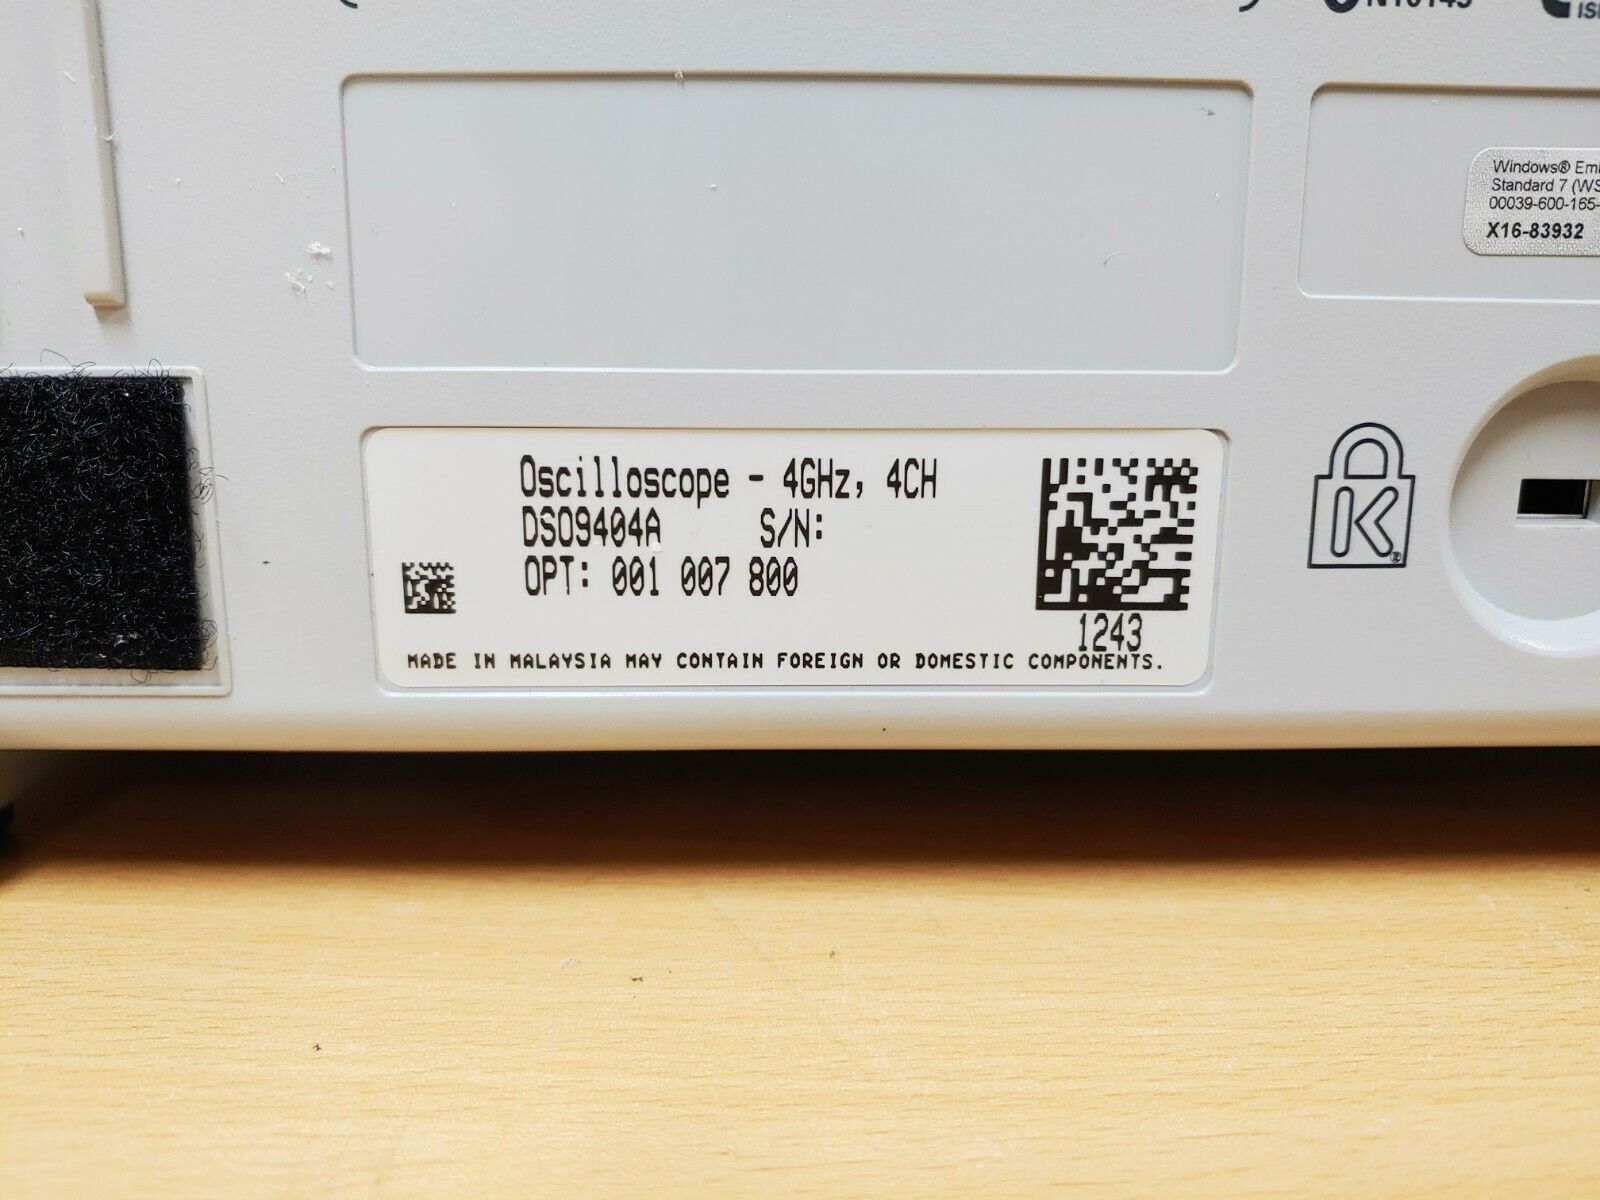 N10149
Windows® Em
Standard 7 (WS
00039-600-165-
X16-83932
Oscilloscope - 4GHz, 4CH
DSO9404A S/N:
OPT: 001 007 800
1243
MADE IN MALAYSIA MAY CONTAIN FOREIGN OR DOMESTIC COMPONENTS.
K®